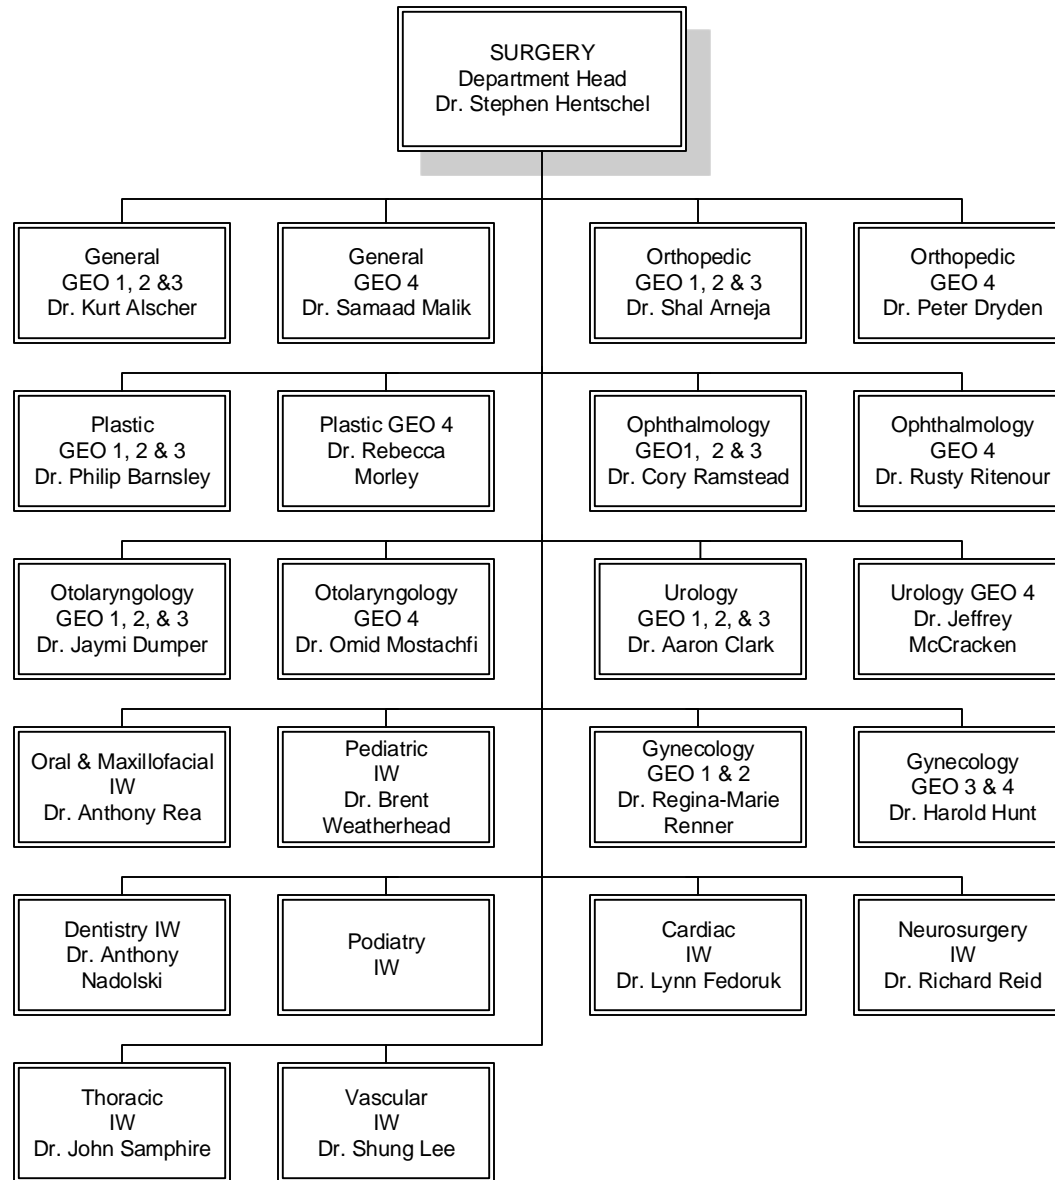 SURGERY
Department Head
Dr. Stephen Hentschel
General
GEO 1, 2 &3
Dr. Kurt Alscher
General
GEO 4
Dr. Samaad Malik
Orthopedic
GEO 1, 2 & 3
Dr. Shal Arneja
Orthopedic
GEO 4
Dr. Peter Dryden
Plastic
GEO 1, 2 & 3
Dr. Philip Barnsley
Plastic GEO 4
Dr. Rebecca
Morley
Ophthalmology
GEO1, 2 & 3
Dr. Cory Ramstead
Ophthalmology
GEO 4
Dr. Rusty Ritenour
Otolaryngology
GEO 1, 2, & 3
Dr. Jaymi Dumper
Otolaryngology
GEO 4
Dr. Omid Mostachfi
Urology
GEO 1, 2, & 3
Dr. Aaron Clark
Urology GEO 4
Dr. Jeffrey
McCracken
Oral & Maxillofacial
IW
Dr. Anthony Rea
Pediatric
IW
Dr. Brent
Weatherhead
Gynecology
GEO 1 & 2
Dr. Regina-Marie
Renner
Gynecology
GEO 3 & 4
Dr. Harold Hunt
Dentistry IW
Dr. Anthony
Nadolski
Podiatry
IW
Cardiac
IW
Dr. Lynn Fedoruk
Neurosurgery
IW
Dr. Richard Reid
Thoracic
IW
Dr. John Samphire
Vascular
IW
Dr. Shung Lee